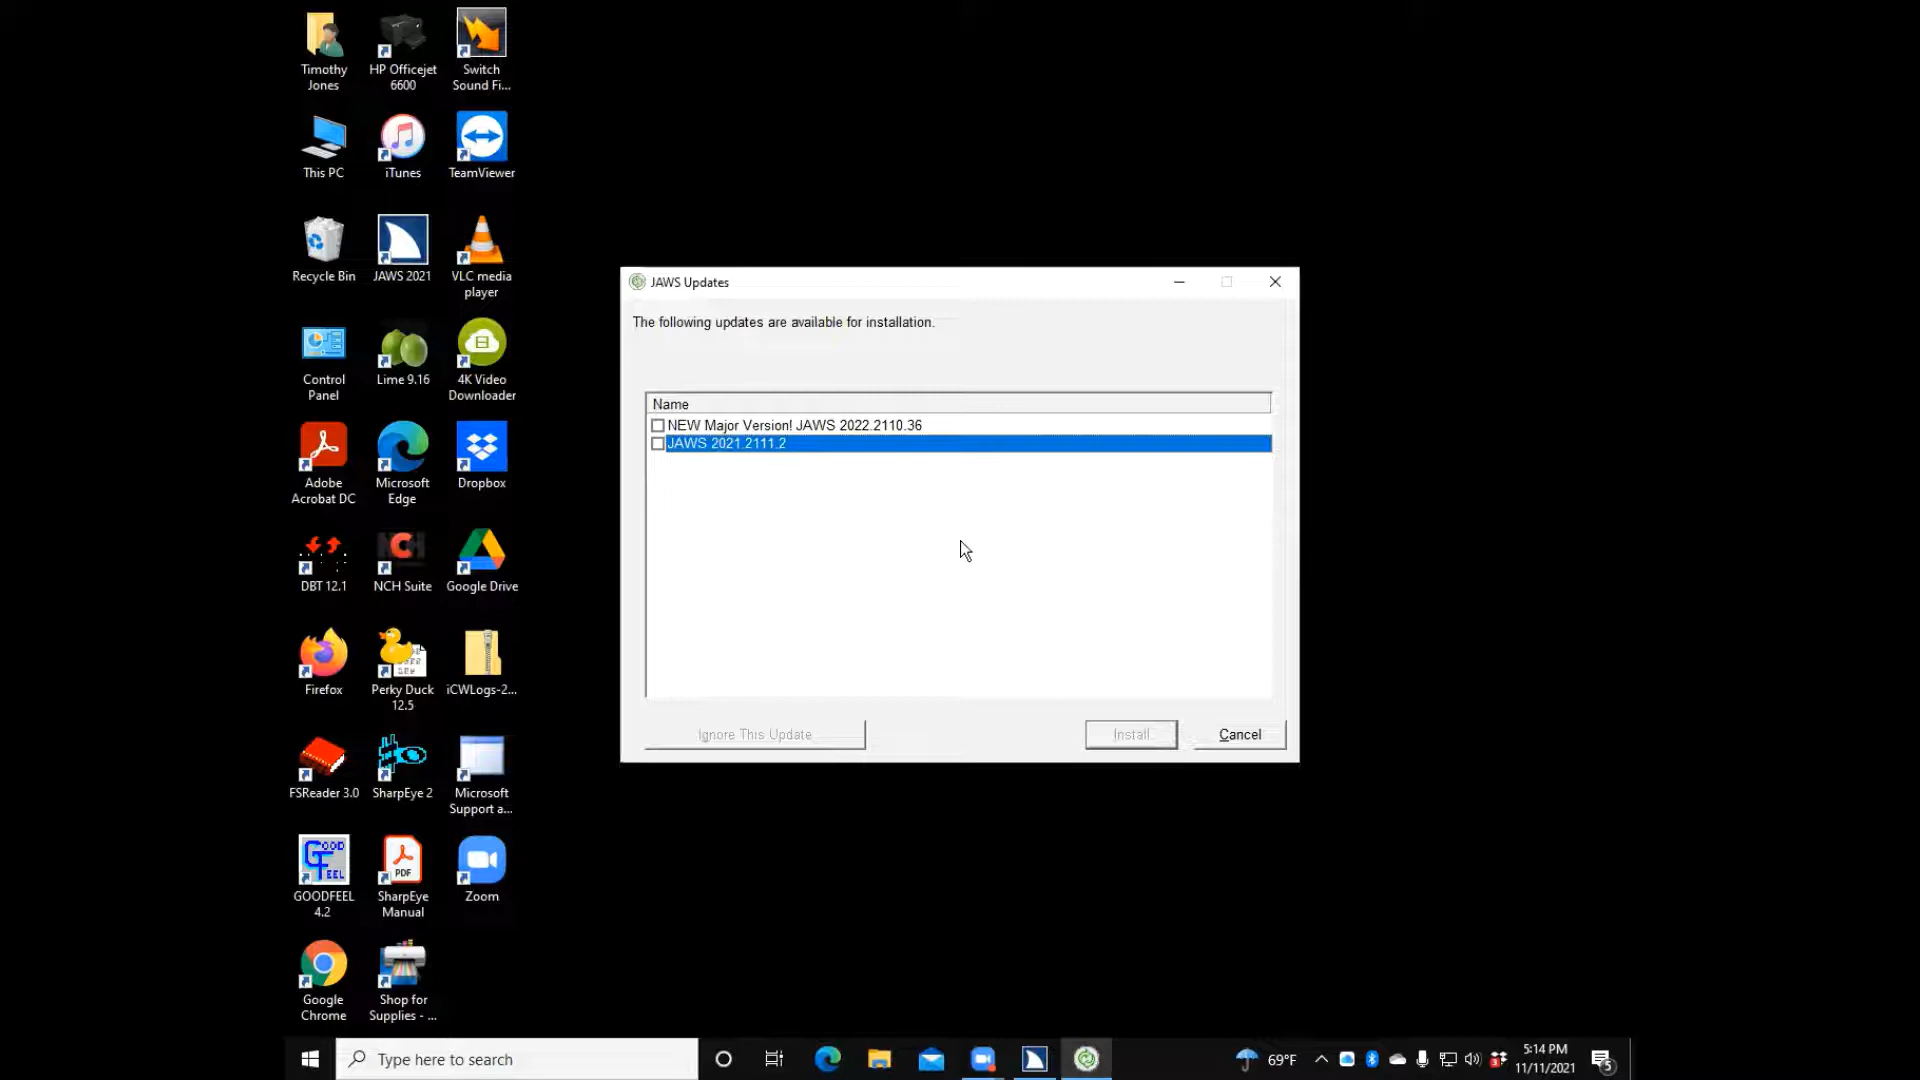 Timothy
Jones
HP Officejet
6600
Switch
Sound Fi...
This PC
iTunes
TeamViewer
Recycle Bin
JAWS 2021
VLC media
player
Control
Panel
Lime 9.16
4K Video
Downloader
Adobe
Acrobat DC
Microsoft
Edge
Dropbox
DBT 12.1
NCH
NCH Suite
Google Drive
Firefox
Perky Duck
12.5
iCWLogs-2...
FSReader 3.0
SharpEye 2
Microsoft
Support a...
GOOD
FEEL
GOODFEEL
4.2
PDF
SharpEye
Manual
Zoom
Google
Chrome
Shop for
Supplies - ...
JAWS Updates
The following updates are available for installation.
Name
NEW Major Version! JAWS 2022.2110.36
JAWS 2021.2111.2
Ignore This Update
Install
Cancel
Type here to search
69°F
5:14 PM
11/11/2021
5